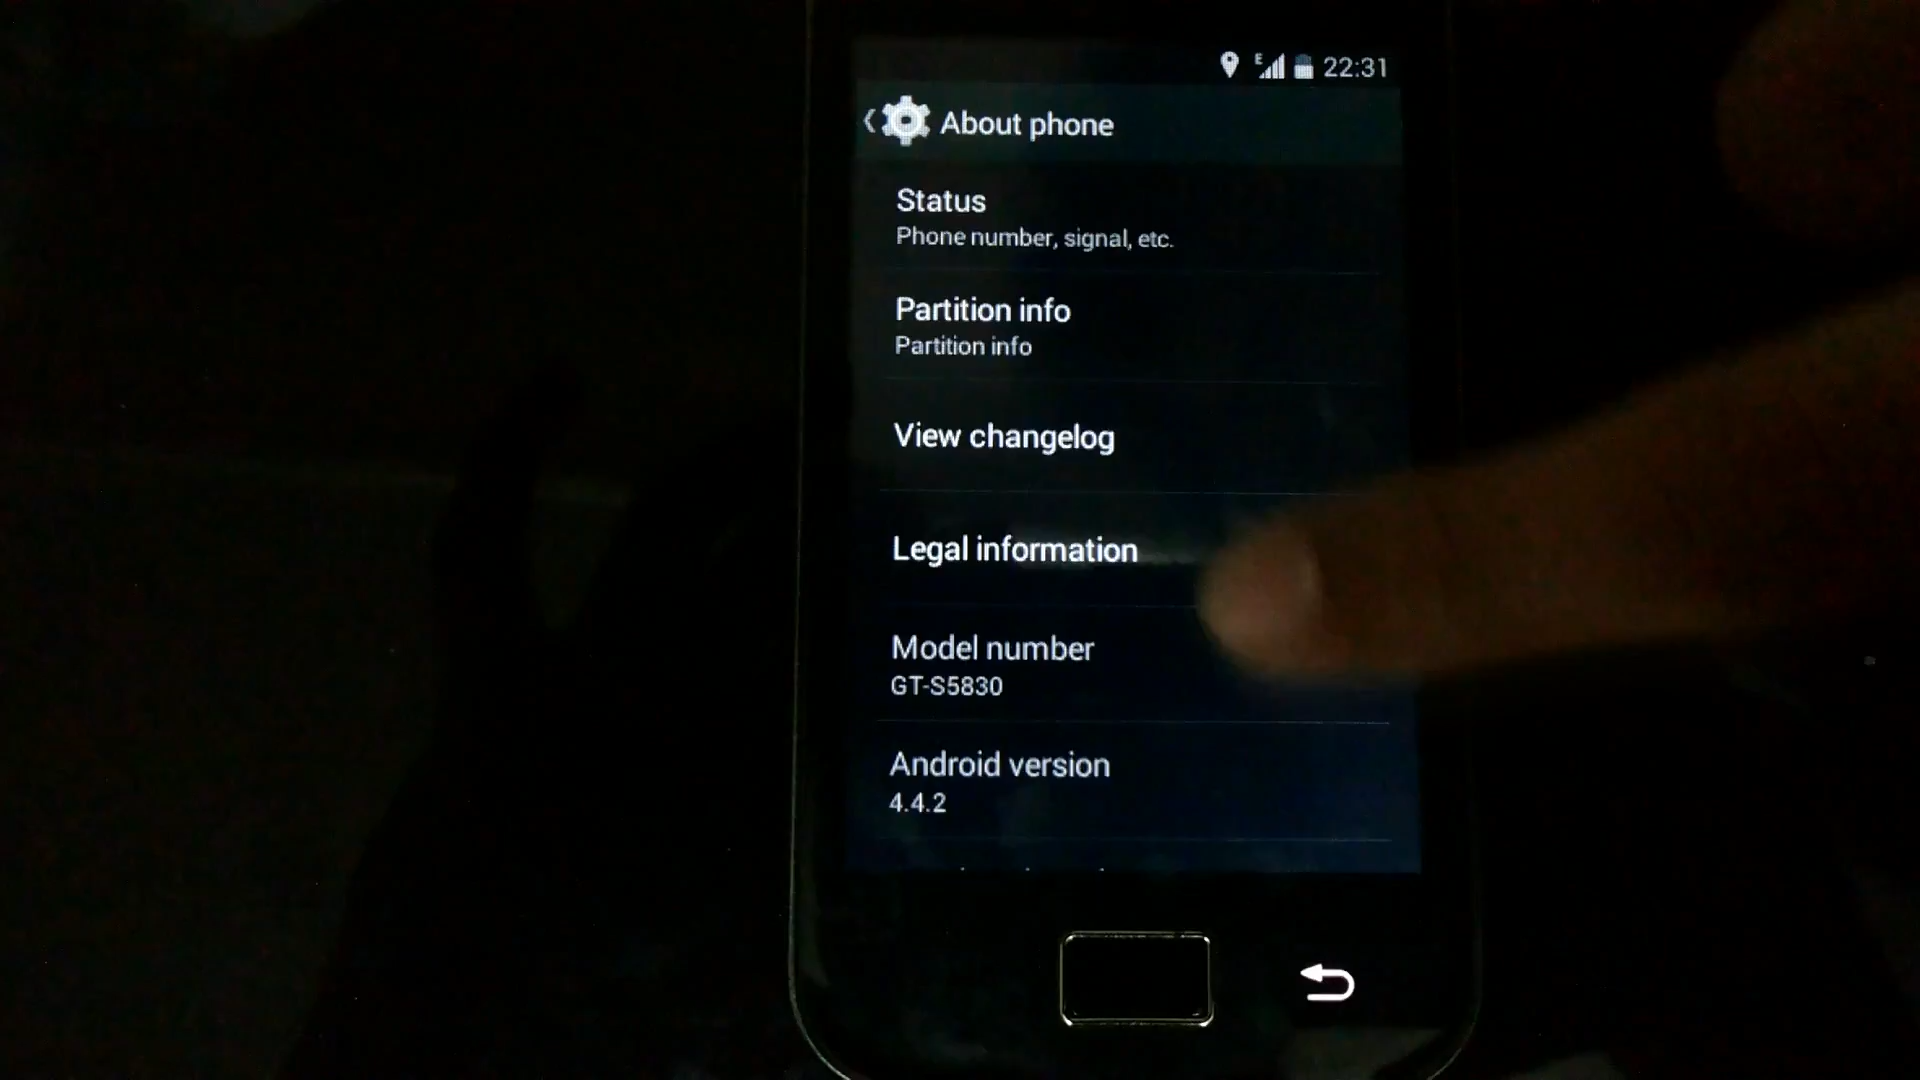 E 22:31
About phone
Status
Phone number, signal, etc.
Partition info
Partition info
View changelog
Legal information
Model number
GT-S5830
Android version
4.4.2